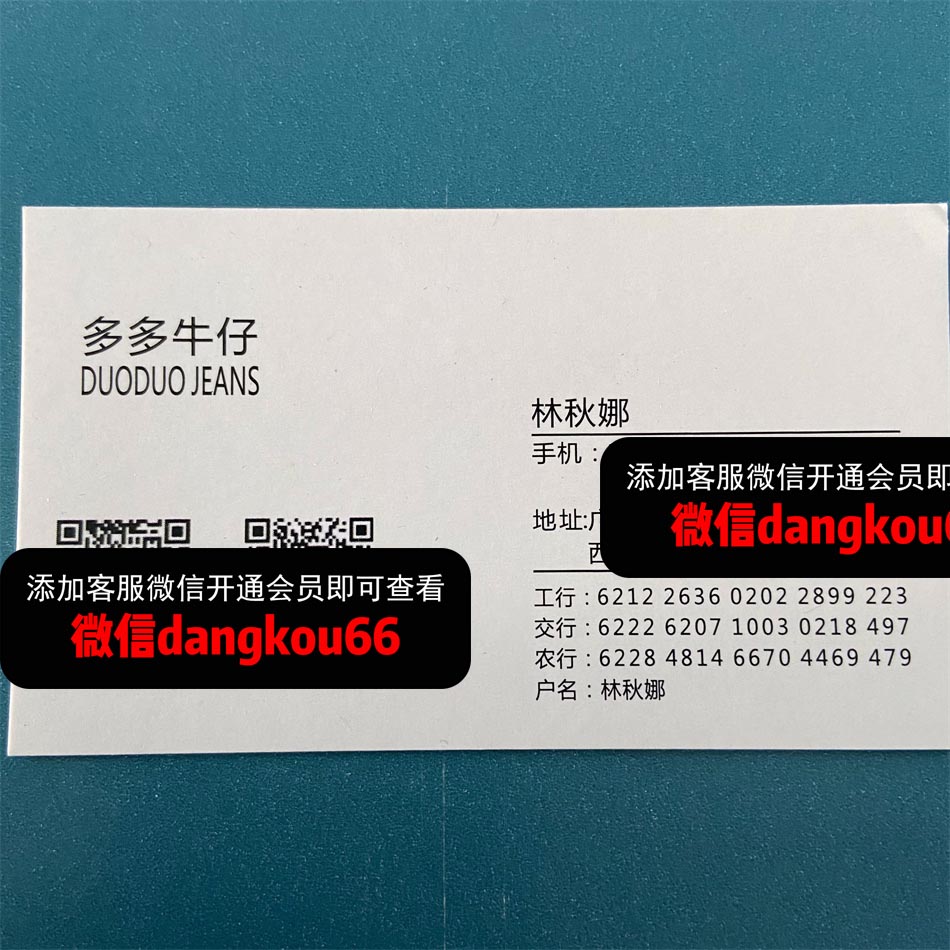 多多牛仔
DUODUO JEANS
林秋娜
手机：
地址:广
西
工行：6212 2636 0202 2899 223
交行：6222 6207 1003 0218 497
农行：6228 4814 6670 4469 479
户名：林秋娜
添加客服微信开通会员即可查看
微信dangkou66
添加客服微信开通会员即
微信dangkou